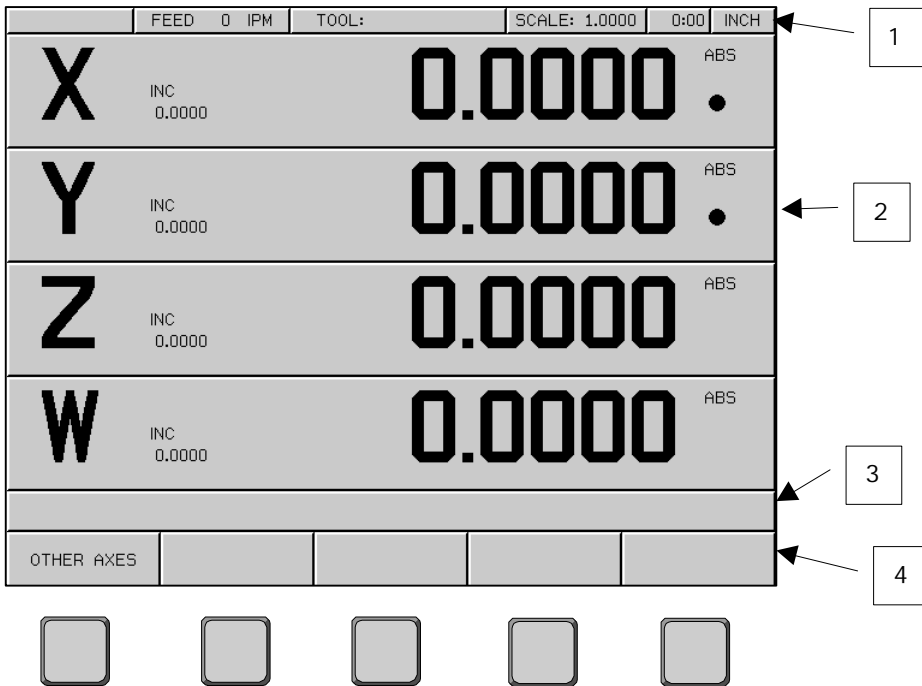 FEED 0 IPM TOOL: SCALE: 1.0000 0:00 INCH
1
X INC 0.0000 0.0000 ABS
Y INC 0.0000 0.0000 ABS
2
Z INC 0.0000 0.0000 ABS
W INC 0.0000 0.0000 ABS
3
OTHER AXES
4